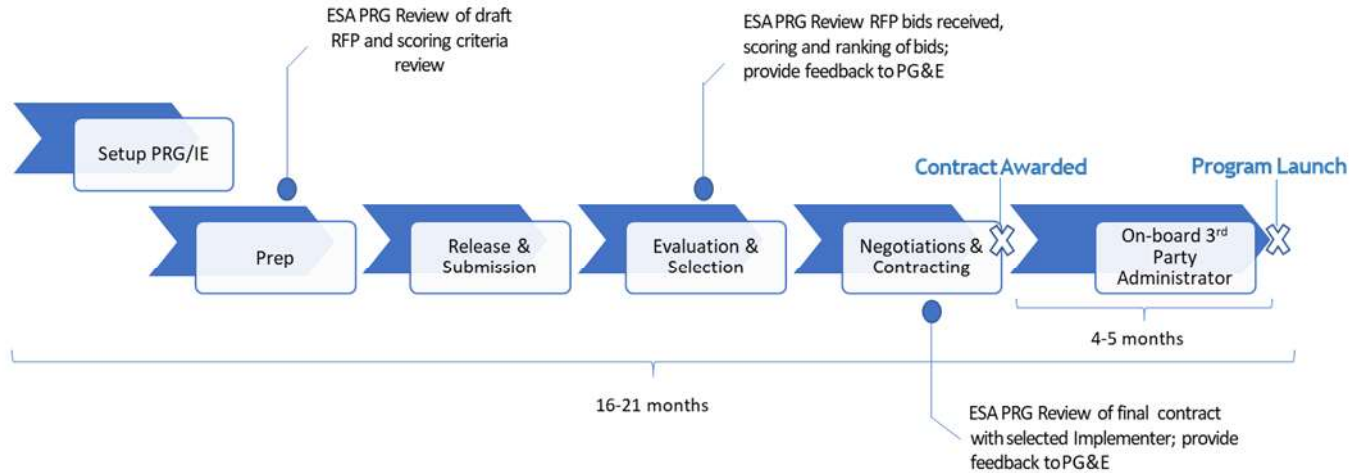 ESA PRG Review of draft
RFP and scoring criteria
review
ESA PRG Review RFP bids received,
scoring and ranking of bids;
provide feedback to PG&E
Setup PRG/IE
Contract Awarded
Program Launch
Prep
Release &
Submission
Evaluation &
Selection
Negotiations &
Contracting
On-board 3rd
Party
Administrator
4-5 months
16-21 months
ESA PRG Review of final contract
with selected Implementer; provide
feedback to PG&E